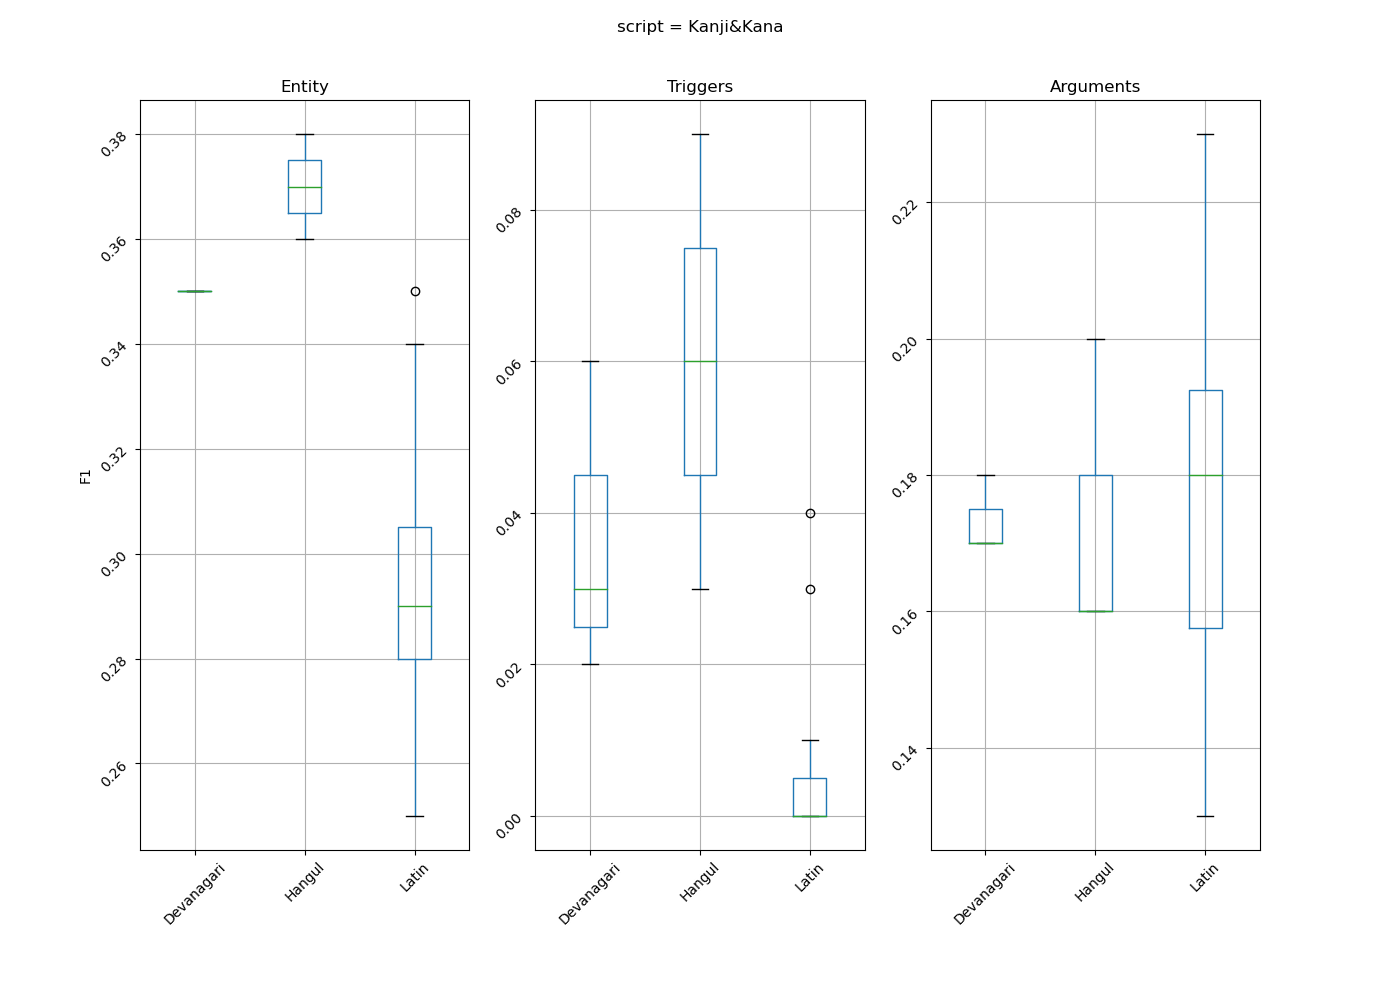 script = Kanji&Kana
Entity
Triggers
Arguments
F1
0.38
0.36
0.34
0.32
0.30
0.28
0.26
Devanagari
Hangul
Latin
0.08
0.06
0.04
0.02
0.00
Devanagari
Hangul
Latin
0.22
0.20
0.18
0.16
0.14
Devanagari
Hangul
Latin